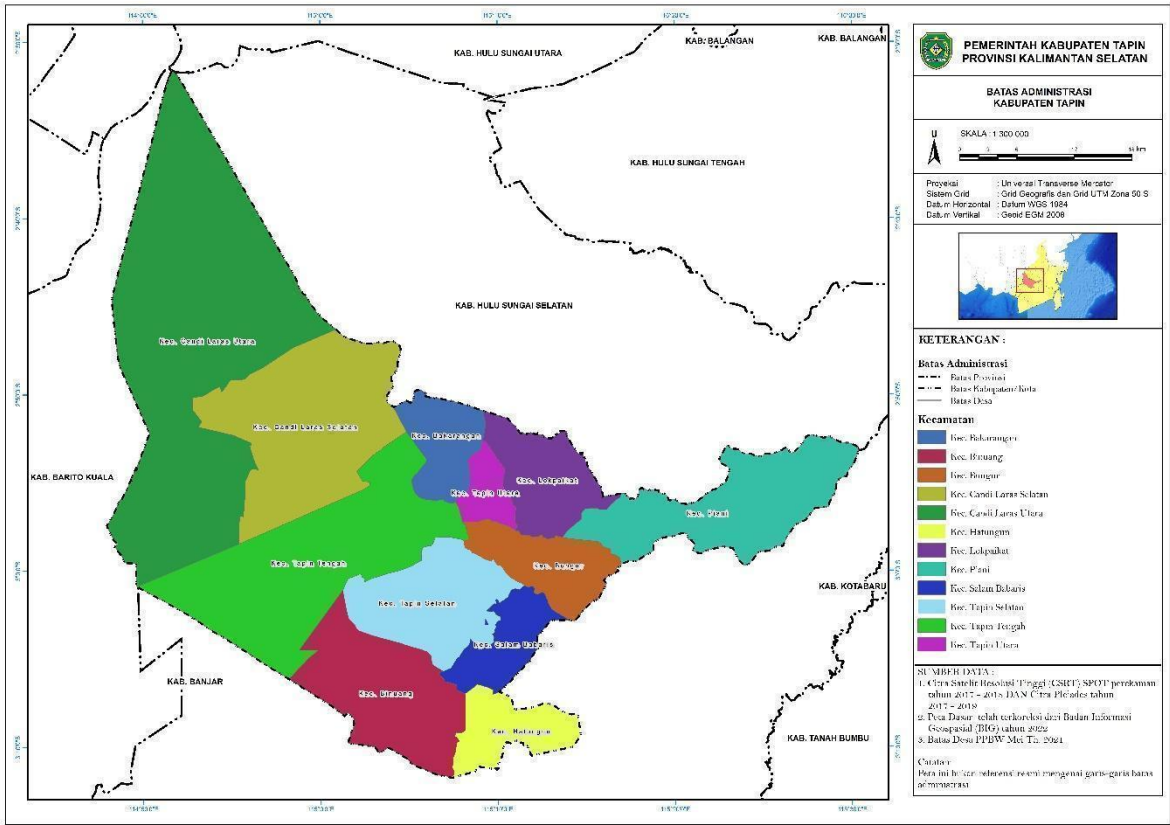 KAB. HULU SUNGAI UTARA
KAB. BALANGAN
KAB. BALANGAN
KAB. HULU SUNGAI TENGAH
KAB. HULU SUNGAI SELATAN
KAB. BARITO KUALA
KAB. BANJAR
KAB. KOTABARU
KAB. TANAH BUMBU
Kec. Candi Laras Utara
Kec. Candi Laras Selatan
Kec. Bakarangan
Kec. Tapin Utara
Kec. Lokpaikat
Kec. Piani
Kec. Tapin Tengah
Kec. Bungur
Kec. Tapin Selatan
Kec. Salam Babaris
Kec. Binuang
Kec. Hatungun
PEMERINTAH KABUPATEN TAPIN
PROVINSI KALIMANTAN SELATAN
BATAS ADMINISTRASI
KABUPATEN TAPIN
U
SKALA : 1:300.000
Proyeksi : Universal Transverse Mercator
Sistem Grid : Grid Geografis dan Grid UTM Zona 50 S
Datum Horizontal : Datum WGS 1984
Datum Vertikal : Geoid EGM 2008
KETERANGAN :
Batas Administrasi
Batas Provinsi
Batas Kabupaten/Kota
Batas Desa
Kecamatan
Kec. Bakarangan
Kec. Binuang
Kec. Bungur
Kec. Candi Laras Selatan
Kec. Candi Laras Utara
Kec. Hatungun
Kec. Lokpaikat
Kec. Piani
Kec. Salam Babaris
Kec. Tapin Selatan
Kec. Tapin Tengah
Kec. Tapin Utara
SUMBER DATA :
1. Citra Satelit Resolusi Tinggi (CSRT) SPOT perekaman
tahun 2017 - 2018 DAN Citra Pleiades tahun
2017 - 2019
2. Peta Dasar telah terkoreksi dari Badan Informasi
Geospasial (BIG) tahun 2022
3. Batas Desa PPBW Mei Th. 2021
Catatan:
Peta ini bukan referensi resmi mengenai garis-garis batas
administrasi